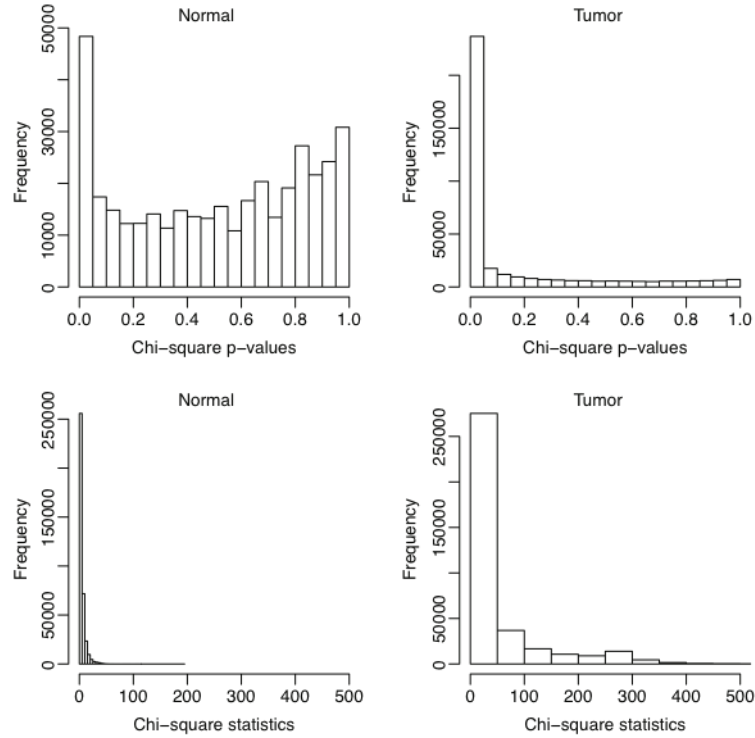 Normal
Frequency
0 10000 30000 50000
0.0 0.2 0.4 0.6 0.8 1.0
Chi−square p−values
Tumor
Frequency
0 50000 150000
0.0 0.2 0.4 0.6 0.8 1.0
Chi−square p−values
Normal
Frequency
0 50000 150000 250000
0 100 200 300 400 500
Chi−square statistics
Tumor
Frequency
0 50000 150000 250000
0 100 200 300 400 500
Chi−square statistics